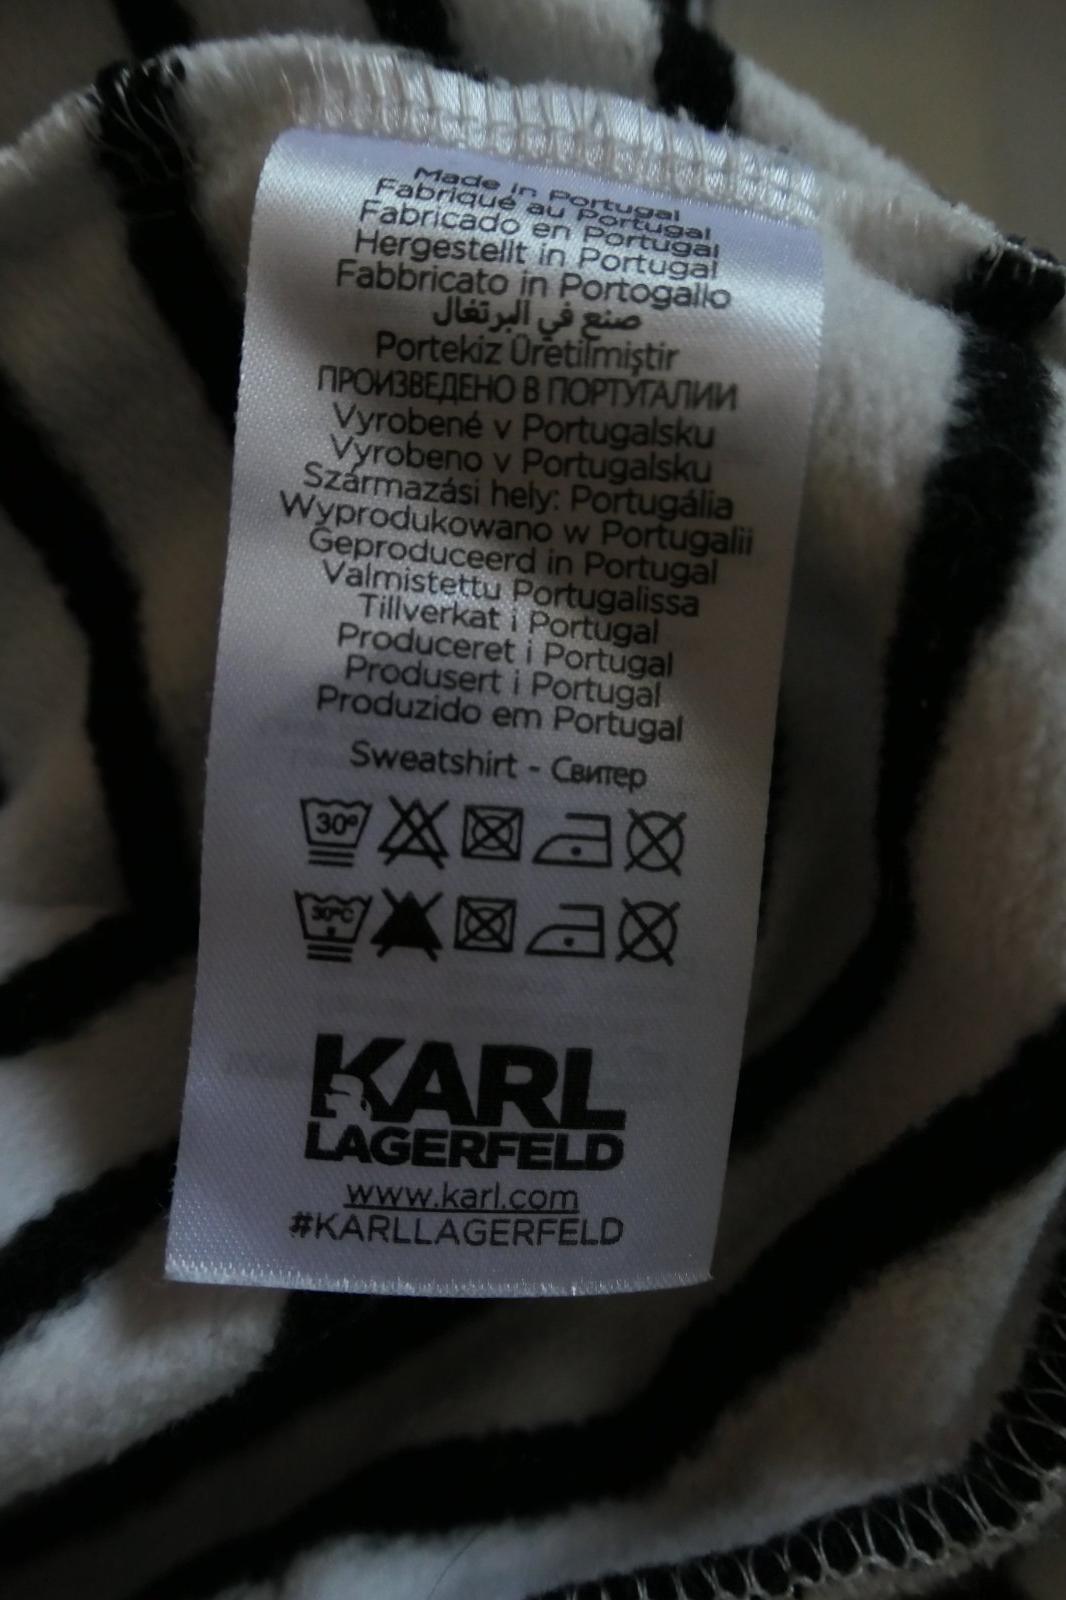 Made in Portugal
Fabriqué au Portugal
Fabricado en Portugal
Hergestellt in Portugal
Fabbricato in Portogallo
صنع في البرتغال
Portekiz Üretilmiştir
ПРОИЗВЕДЕНО В ПОРТУГАЛИИ
Vyrobené v Portugalsku
Vyrobeno v Portugalsku
Származási hely: Portugália
Wyprodukowano w Portugalii
Geproduceerd in Portugal
Valmistettu Portugalissa
Tillverkat i Portugal
Produceret i Portugal
Produsert i Portugal
Produzido em Portugal
Sweatshirt - Свитер
30º
30ºC
KARL
LAGERFELD
www.karl.com
#KARLLAGERFELD